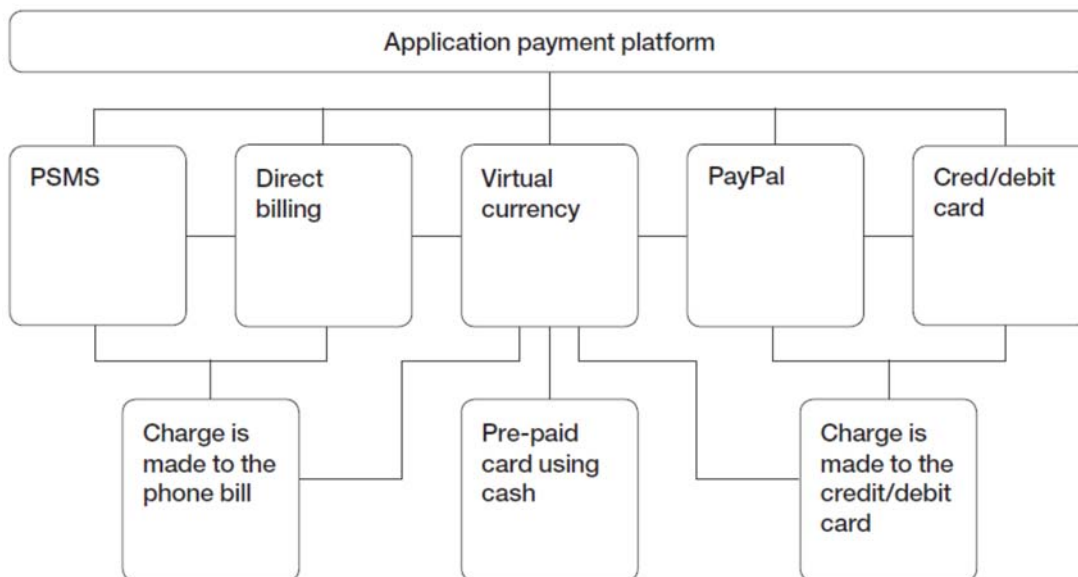 Application payment platform
PSMS
Direct
billing
Virtual
currency
PayPal
Cred/debit
card
Charge is
made to the
phone bill
Pre-paid
card using
cash
Charge is
made to the
credit/debit
card